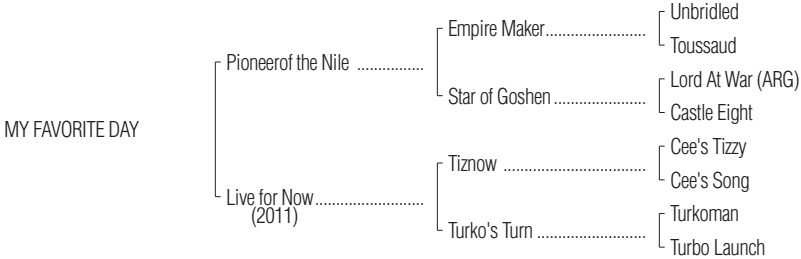 Unbridled
Empire Maker
Toussaud
Pioneerof the Nile
Lord At War (ARG)
Star of Goshen
Castle Eight
MY FAVORITE DAY
Cee's Tizzy
Tiznow
Cee's Song
Live for Now
(2011)
Turkoman
Turko's Turn
Turbo Launch